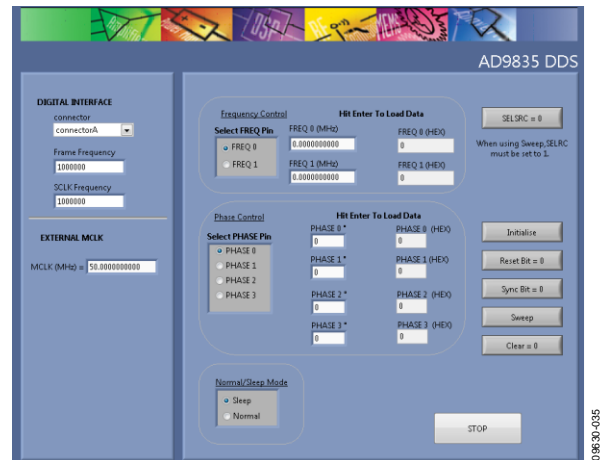 AD9835 DDS
DIGITAL INTERFACE
connector
connectorA
Frame Frequency
1000000
SCLK Frequency
1000000
EXTERNAL MCLK
MCLK (MHz) = 50.0000000000
Frequency Control
Hit Enter To Load Data
Select FREQ Pin
FREQ 0
FREQ 1
FREQ 0 (MHz)
0.0000000000
FREQ 0 (HEX)
0
FREQ 1 (MHz)
0.0000000000
FREQ 1 (HEX)
0
SELSRC = 0
When using Sweep, SELRC
must be set to 1.
Phase Control
Hit Enter To Load Data
Select PHASE Pin
PHASE 0
PHASE 1
PHASE 2
PHASE 3
PHASE 0 *
0
PHASE 0 (HEX)
0
PHASE 1 *
0
PHASE 1 (HEX)
0
PHASE 2 *
0
PHASE 2 (HEX)
0
PHASE 3 *
0
PHASE 3 (HEX)
0
Initialise
Reset Bit = 0
Sync Bit = 0
Sweep
Clear = 0
Normal/Sleep Mode
Sleep
Normal
STOP
09630-035